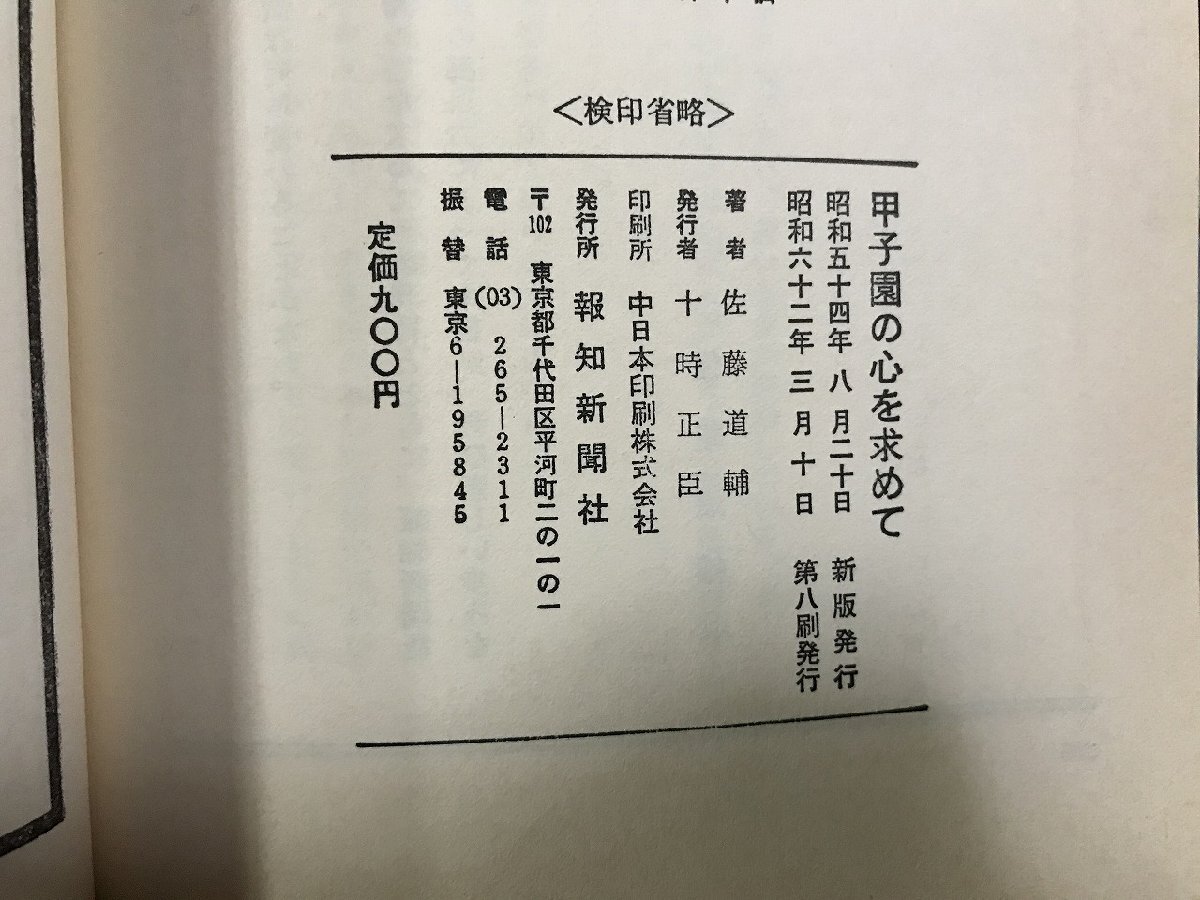 <検印省略>
甲子園の心を求めて
昭和五十四年八月二十日 新版発行
昭和六十二年三月十日 第八刷発行
著者 佐藤道輔
発行者 十時正臣
印刷所 中日本印刷株式会社
発行所 報知新聞社
〒102 東京都千代田区平河町二の一の一
電話 (03) 265―2311
振替 東京6―195845
定価九〇〇円